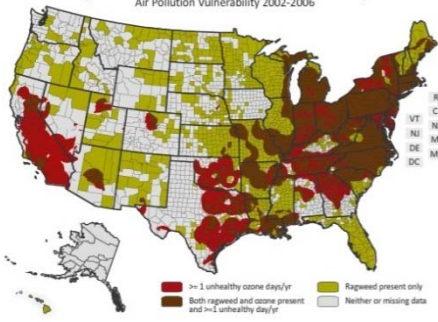 Air Pollution Vulnerability 2002-2006
VT
NJ
DE
DC
R
C
N
M
M
>= 1 unhealthy ozone days/yr
Both ragweed and ozone present
and >=1 unhealthy day/yr
Ragweed present only
Neither or missing data